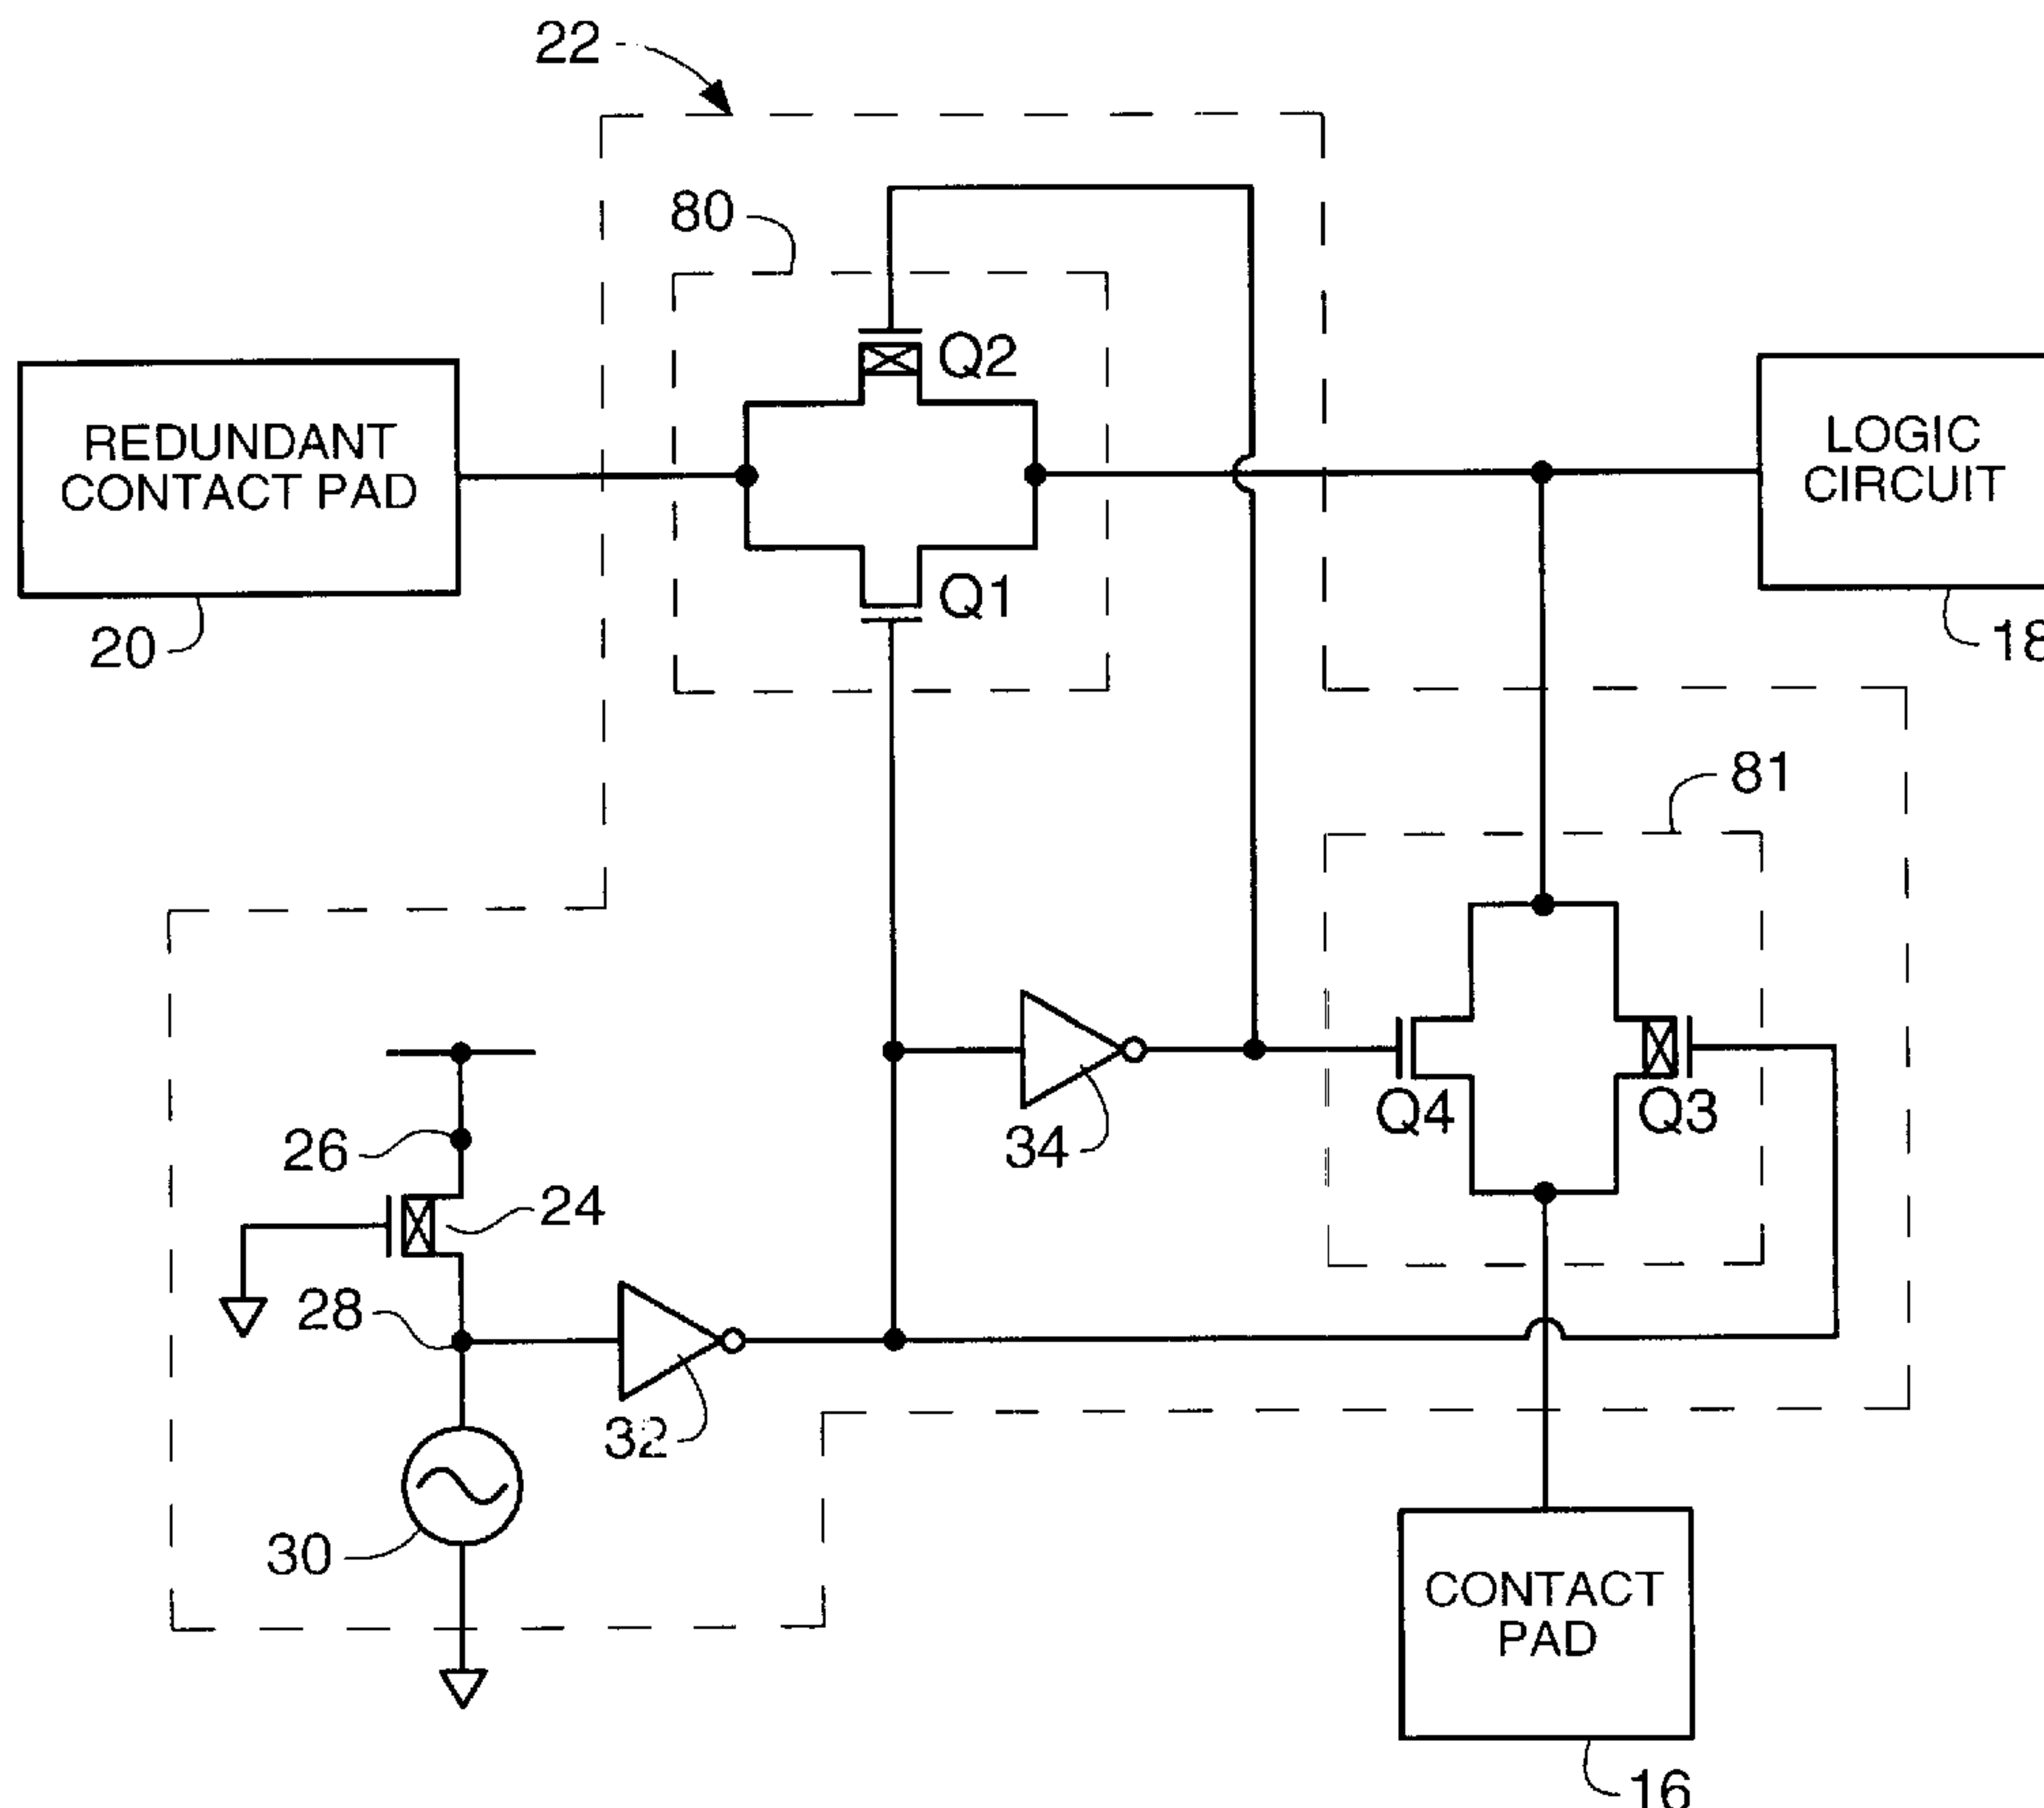 22
80
Q2
REDUNDANT
CONTACT PAD
LOGIC
CIRCUIT
Q1
20
18
81
Q4
Q3
26
34
24
28
32
30
CONTACT
PAD
16